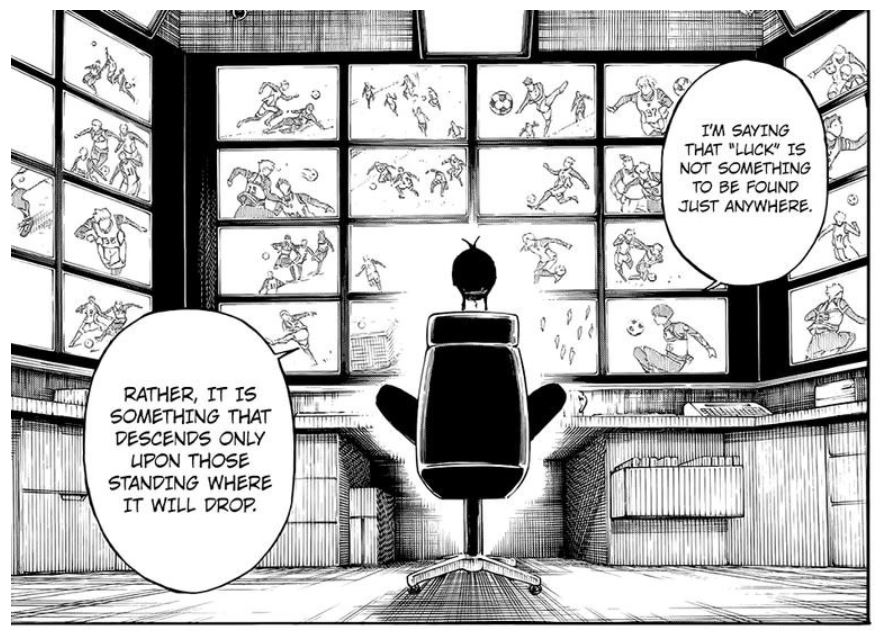 I'M SAYING
THAT "LUCK" IS
NOT SOMETHING
TO BE FOUND
JUST ANYWHERE.
RATHER, IT IS
SOMETHING THAT
DESCENDS ONLY
UPON THOSE
STANDING WHERE
IT WILL DROP.